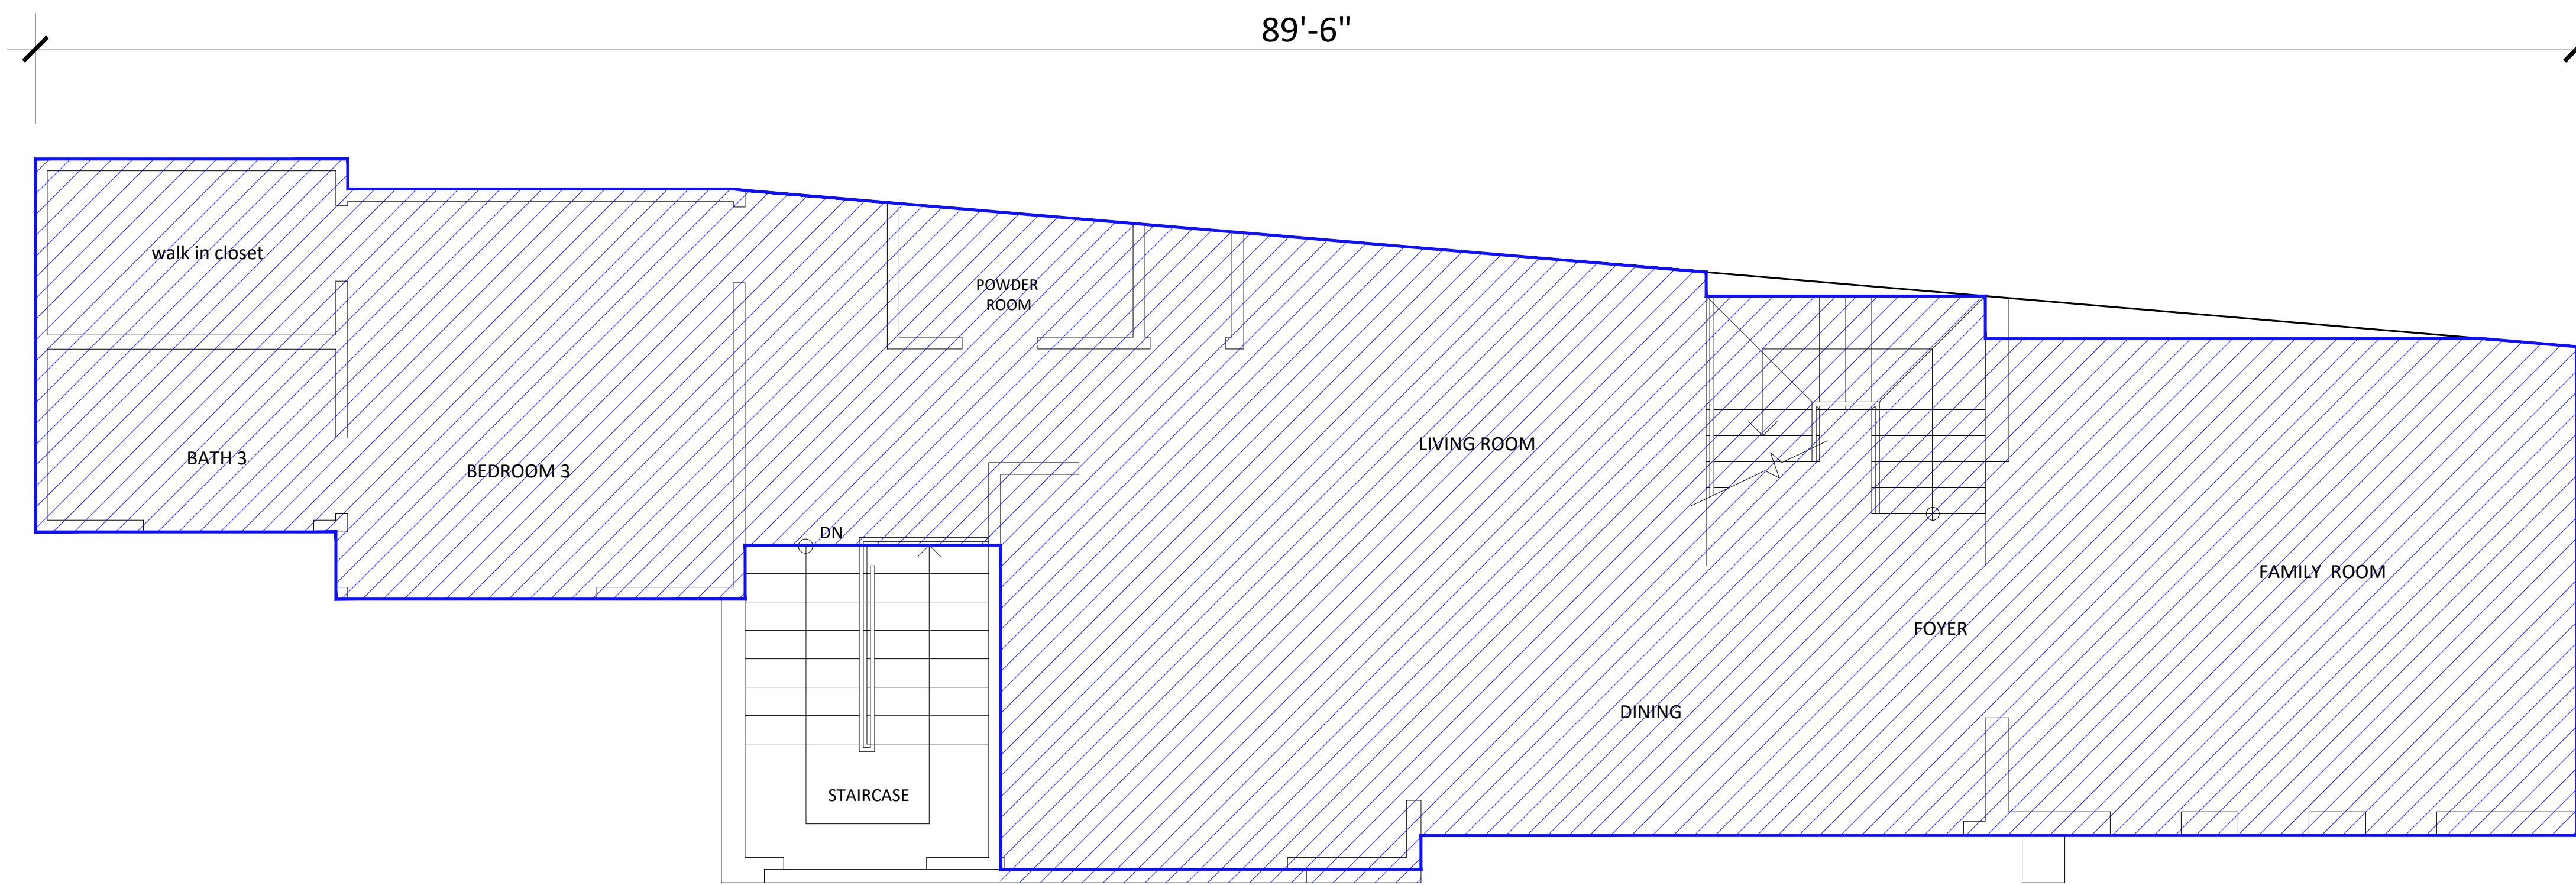 89'-6"
walk in closet
POWDER
ROOM
LIVING ROOM
BATH 3
BEDROOM 3
DN
FAMILY  ROOM
FOYER
DINING
STAIRCASE